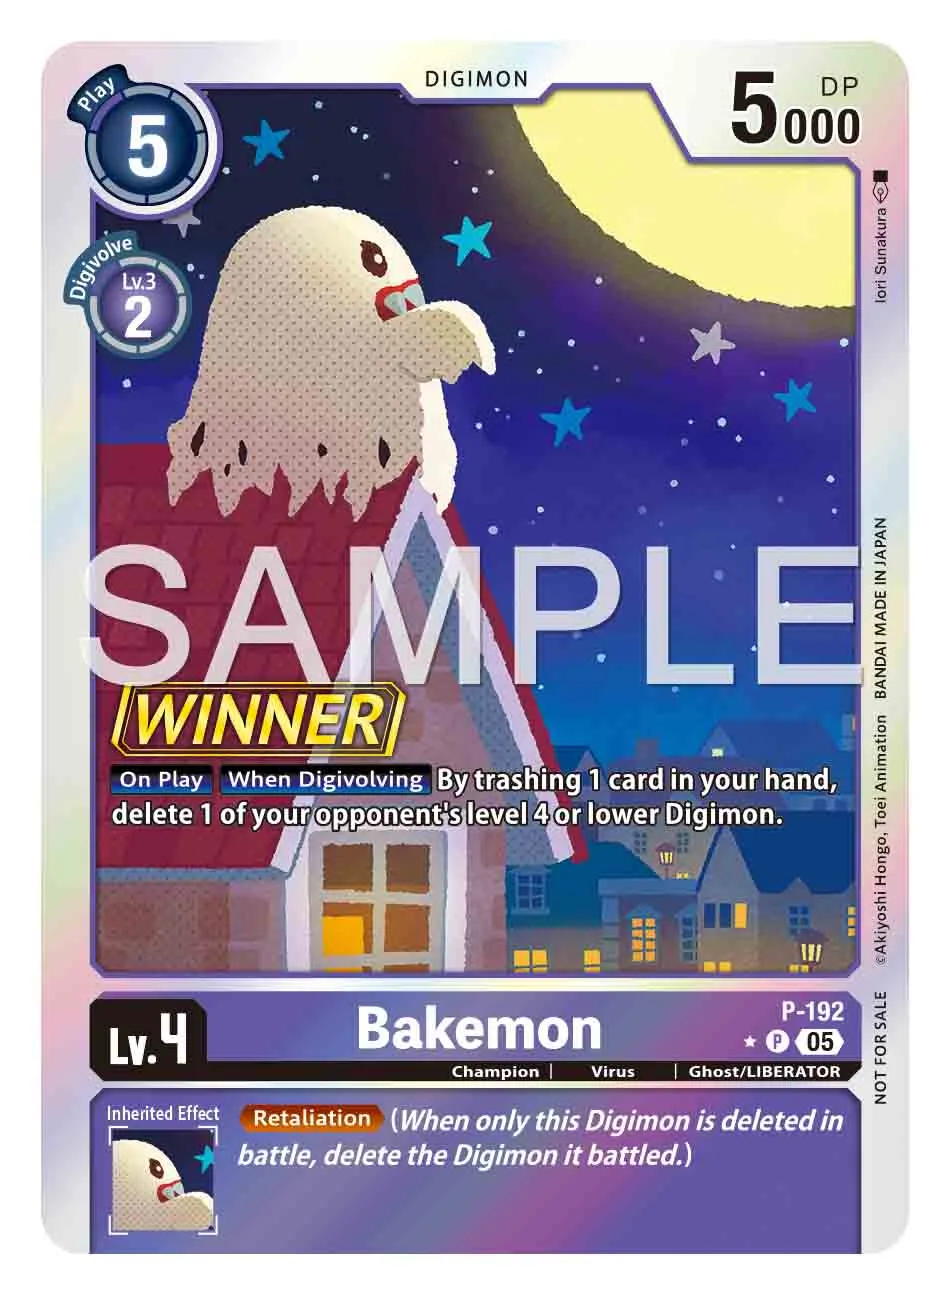 DIGIMON
Play
5
DP
5000
Digivolve
Lv.3
2
Iori Sunakura
SAMPLE
WINNER
On Play When Digivolving By trashing 1 card in your hand,
delete 1 of your opponent's level 4 or lower Digimon.
©Akiyoshi Hongo, Toei Animation BANDAI MADE IN JAPAN
Lv.4
Bakemon
P-192
P 05
Champion | Virus | Ghost/LIBERATOR
NOT FOR SALE
Inherited Effect
Retaliation (When only this Digimon is deleted in
battle, delete the Digimon it battled.)